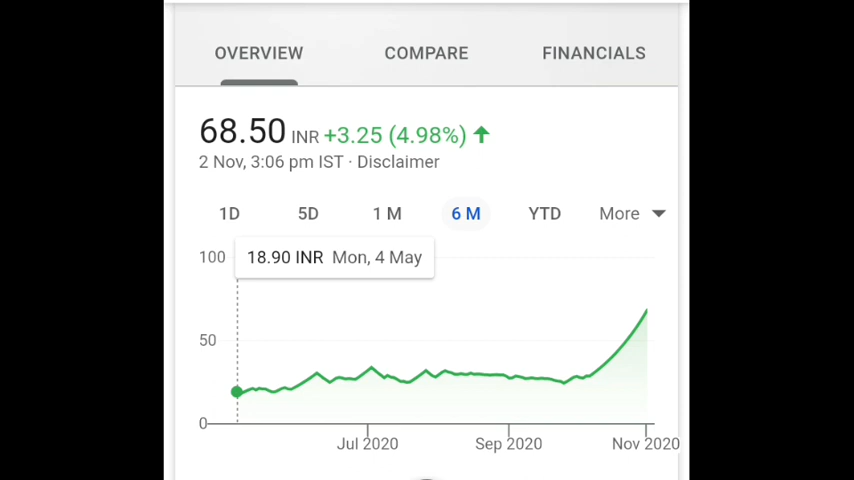 OVERVIEW COMPARE FINANCIALS
68.50 INR +3.25 (4.98%) ↑
2 Nov, 3:06 pm IST · Disclaimer
1D 5D 1 M 6 M YTD More
100 18.90 INR Mon, 4 May
50
0
Jul 2020 Sep 2020 Nov 2020